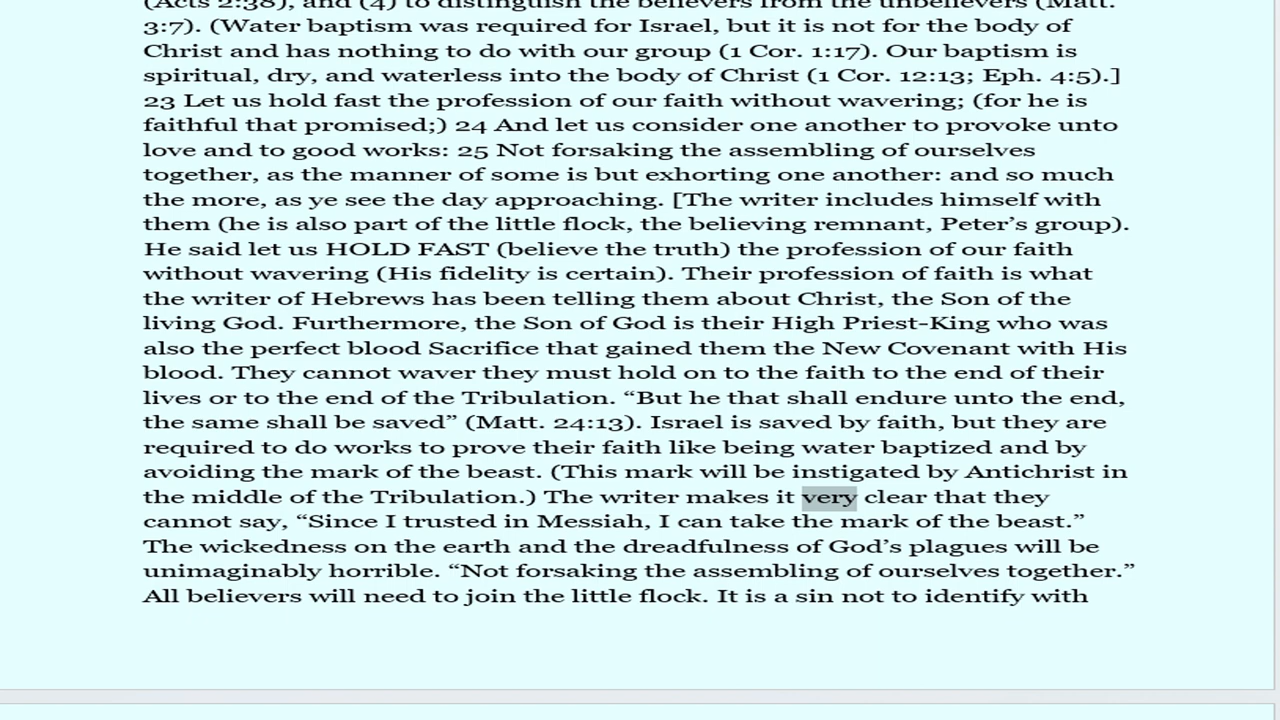 (Acts 2:38), and (4) to distinguish the believers from the unbelievers (Matt.
3:7). (Water baptism was required for Israel, but it is not for the body of
Christ and has nothing to do with our group (1 Cor. 1:17). Our baptism is
spiritual, dry, and waterless into the body of Christ (1 Cor. 12:13; Eph. 4:5).]
23 Let us hold fast the profession of our faith without wavering; (for he is
faithful that promised;) 24 And let us consider one another to provoke unto
love and to good works: 25 Not forsaking the assembling of ourselves
together, as the manner of some is but exhorting one another: and so much
the more, as ye see the day approaching. [The writer includes himself with
them (he is also part of the little flock, the believing remnant, Peter’s group).
He said let us HOLD FAST (believe the truth) the profession of our faith
without wavering (His fidelity is certain). Their profession of faith is what
the writer of Hebrews has been telling them about Christ, the Son of the
living God. Furthermore, the Son of God is their High Priest-King who was
also the perfect blood Sacrifice that gained them the New Covenant with His
blood. They cannot waver they must hold on to the faith to the end of their
lives or to the end of the Tribulation. “But he that shall endure unto the end,
the same shall be saved” (Matt. 24:13). Israel is saved by faith, but they are
required to do works to prove their faith like being water baptized and by
avoiding the mark of the beast. (This mark will be instigated by Antichrist in
the middle of the Tribulation.) The writer makes it very clear that they
cannot say, “Since I trusted in Messiah, I can take the mark of the beast.”
The wickedness on the earth and the dreadfulness of God’s plagues will be
unimaginably horrible. “Not forsaking the assembling of ourselves together.”
All believers will need to join the little flock. It is a sin not to identify with